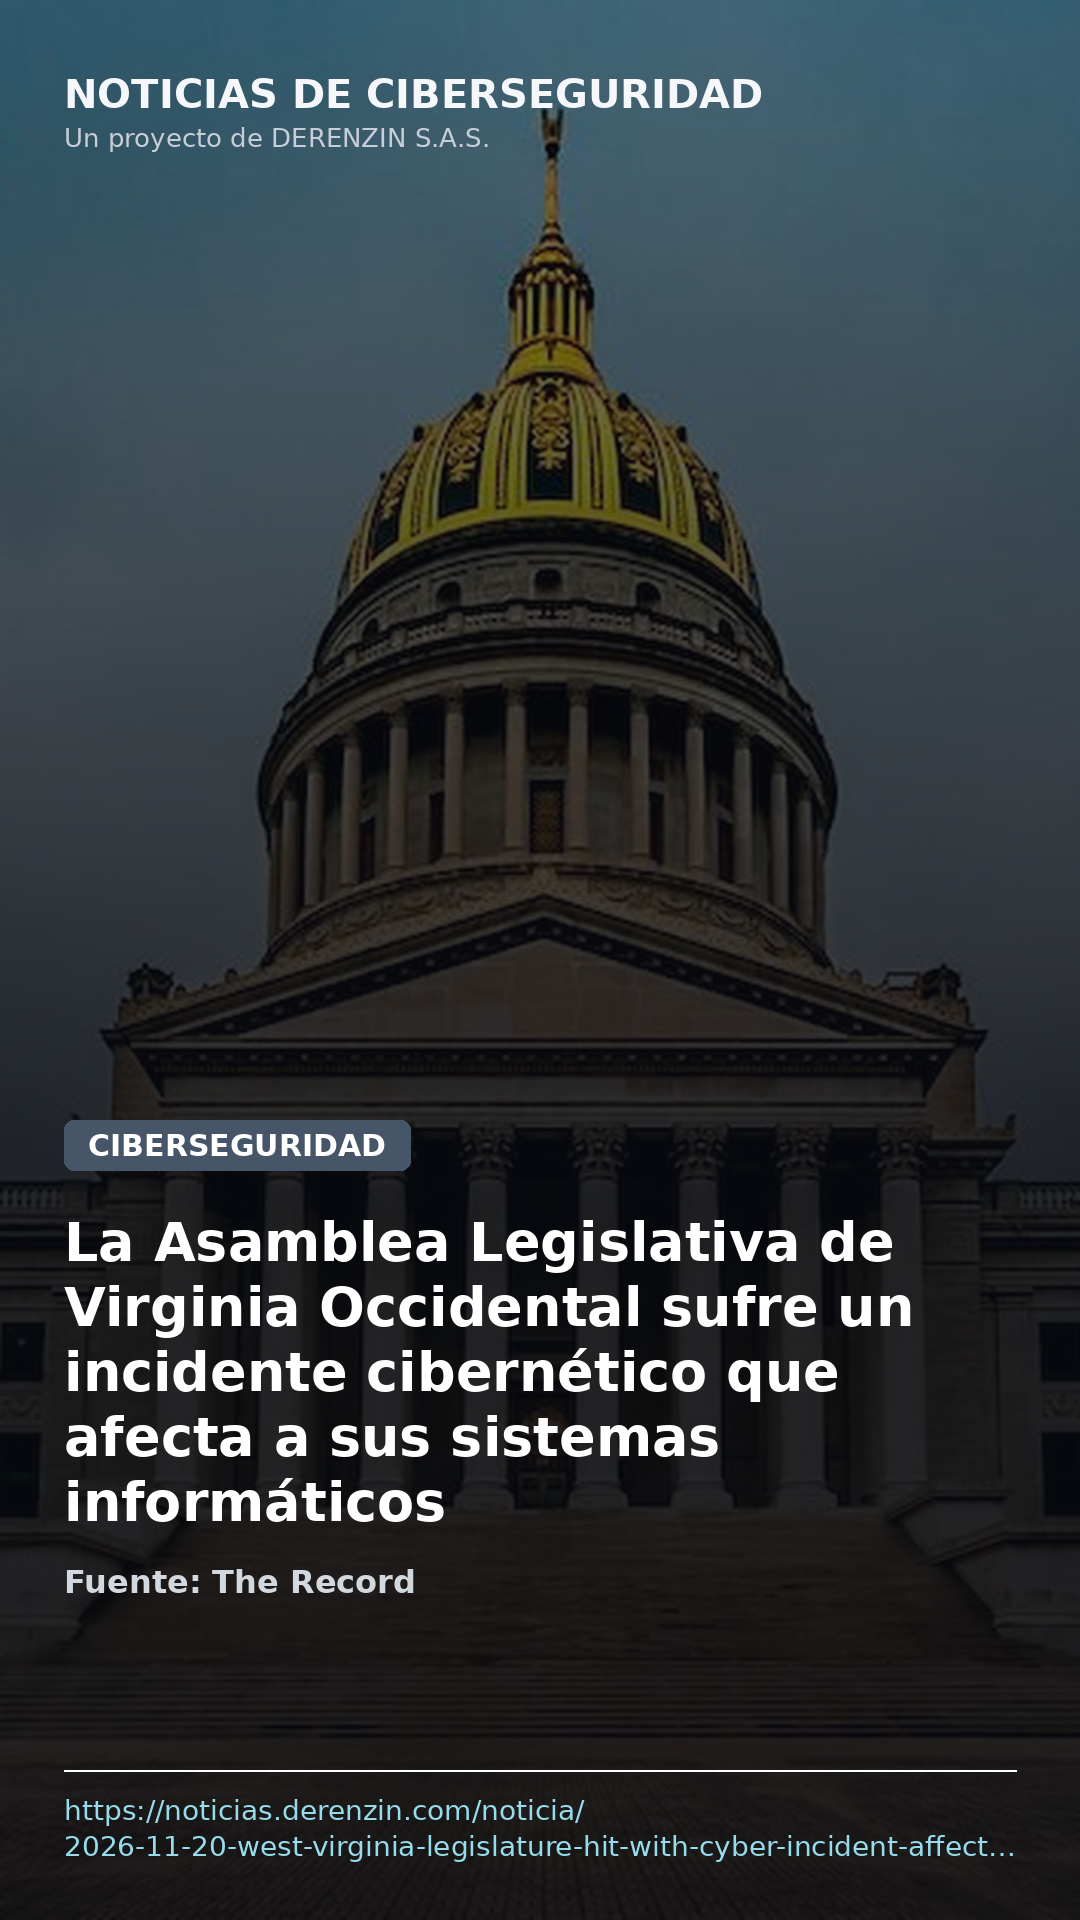 NOTICIAS DE CIBERSEGURIDAD
Un proyecto de DERENZIN S.A.S.
CIBERSEGURIDAD
La Asamblea Legislativa de
Virginia Occidental sufre un
incidente cibernético que
afecta a sus sistemas
informáticos
Fuente: The Record
https://noticias.derenzin.com/noticia/
2026-11-20-west-virginia-legislature-hit-with-cyber-incident-affect...